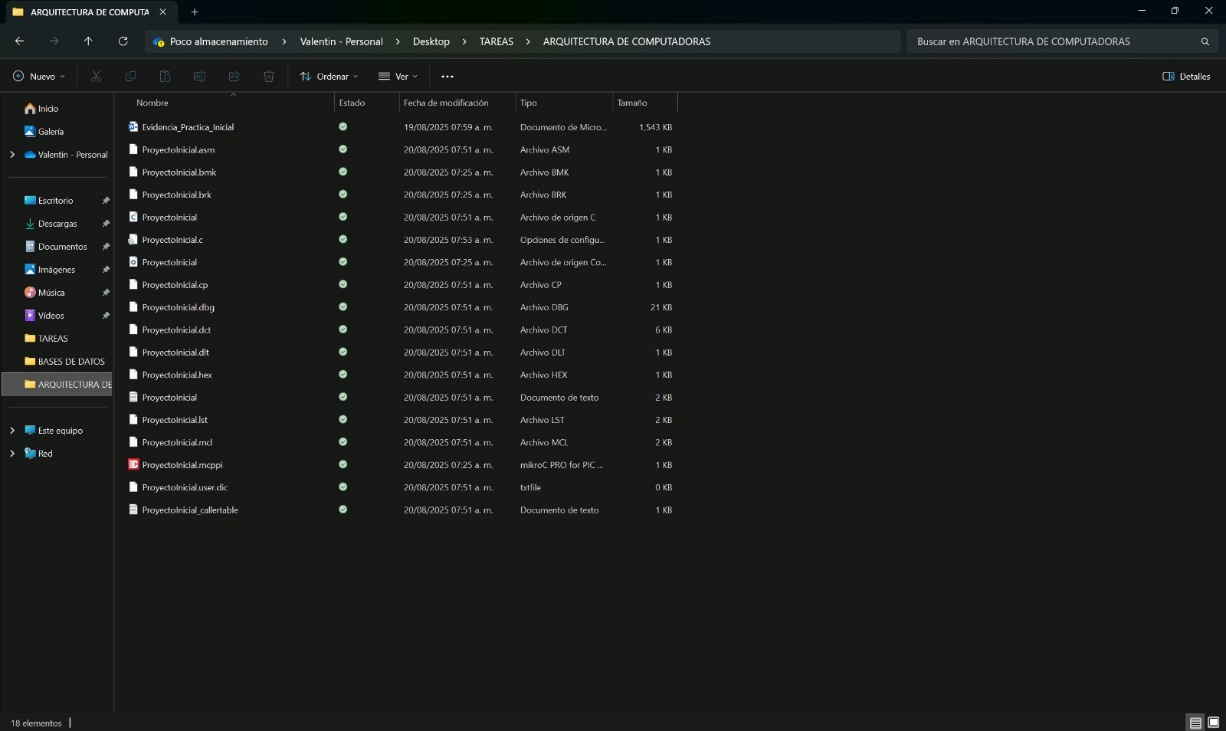 ARQUITECTURA DE COMPUTA
Poco almacenamiento > Valentin - Personal > Desktop > TAREAS > ARQUITECTURA DE COMPUTADORAS
Buscar en ARQUITECTURA DE COMPUTADORAS
Nuevo
Ordenar
Ver
Detalles
Inicio
Galería
Valentin - Personal
Escritorio
Descargas
Documentos
Imágenes
Música
Vídeos
TAREAS
BASES DE DATOS
ARQUITECTURA DE
Este equipo
Red
Nombre Estado Fecha de modificación Tipo Tamaño
Evidencia_Practica_Inicial 19/08/2025 07:59 a. m. Documento de Micro... 1,543 KB
ProyectoInicial.asm 20/08/2025 07:51 a. m. Archivo ASM 1 KB
ProyectoInicial.bmk 20/08/2025 07:25 a. m. Archivo BMK 1 KB
ProyectoInicial.brk 20/08/2025 07:25 a. m. Archivo BRK 1 KB
ProyectoInicial 20/08/2025 07:51 a. m. Archivo de origen C 1 KB
ProyectoInicial.c 20/08/2025 07:53 a. m. Opciones de configu... 1 KB
ProyectoInicial 20/08/2025 07:25 a. m. Archivo de origen Co... 1 KB
ProyectoInicial.cp 20/08/2025 07:51 a. m. Archivo CP 1 KB
ProyectoInicial.dbg 20/08/2025 07:51 a. m. Archivo DBG 21 KB
ProyectoInicial.dct 20/08/2025 07:51 a. m. Archivo DCT 6 KB
ProyectoInicial.dlt 20/08/2025 07:51 a. m. Archivo DLT 1 KB
ProyectoInicial.hex 20/08/2025 07:51 a. m. Archivo HEX 1 KB
ProyectoInicial 20/08/2025 07:51 a. m. Documento de texto 2 KB
ProyectoInicial.lst 20/08/2025 07:51 a. m. Archivo LST 2 KB
ProyectoInicial.mcl 20/08/2025 07:51 a. m. Archivo MCL 2 KB
ProyectoInicial.mcppi 20/08/2025 07:25 a. m. mikroC PRO for PIC ... 1 KB
ProyectoInicial.user.dic 20/08/2025 07:51 a. m. txtfile 0 KB
ProyectoInicial_callertable 20/08/2025 07:51 a. m. Documento de texto 1 KB
18 elementos